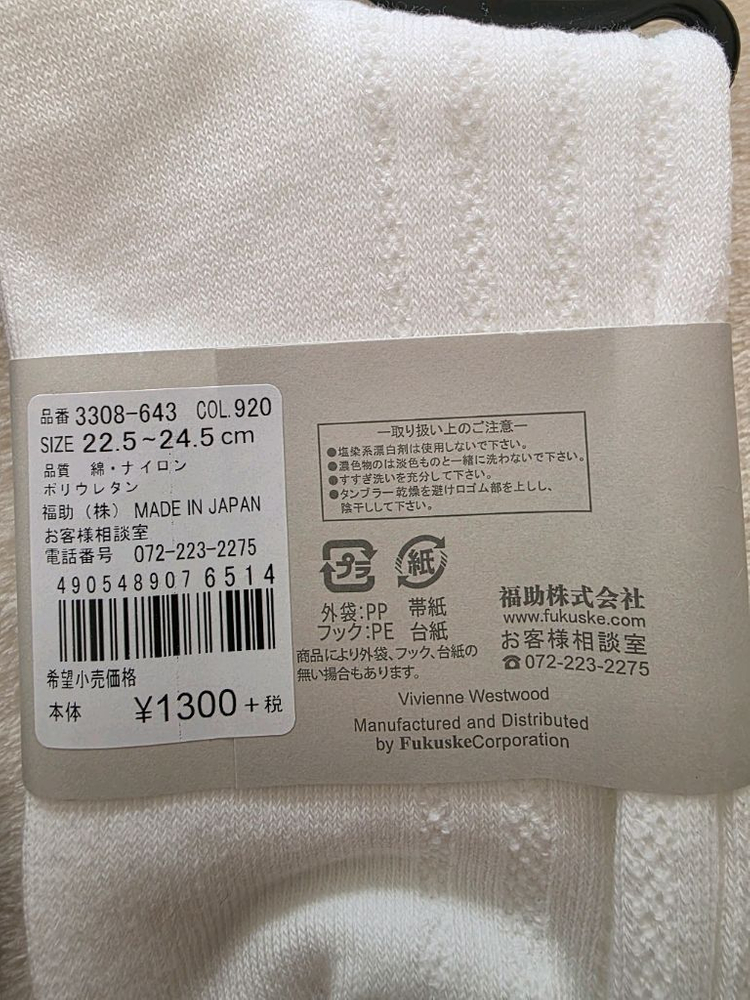 品番 3308-643 COL.920
SIZE 22.5~24.5cm
品質 綿・ナイロン
ポリウレタン
福助(株) MADE IN JAPAN
お客様相談室
電話番号 072-223-2275
4905489076514
希望小売価格
本体 ¥1300+税
―取り扱い上のご注意―
●塩染系漂白剤は使用しないで下さい。
●濃色物のは淡色ものと一緒に洗わないで下さい。
●すすぎ洗いを充分して下さい。
●タンブラー乾燥を避けロゴム部を上しし、
陰干しして下さい。
プラ 紙
外袋:PP 帯紙
フック:PE 台紙
商品により外袋、フック、台紙の
無い場合もあります。
福助株式会社
www.fukuske.com
お客様相談室
☎072-223-2275
Vivienne Westwood
Manufactured and Distributed
by FukuskeCorporation